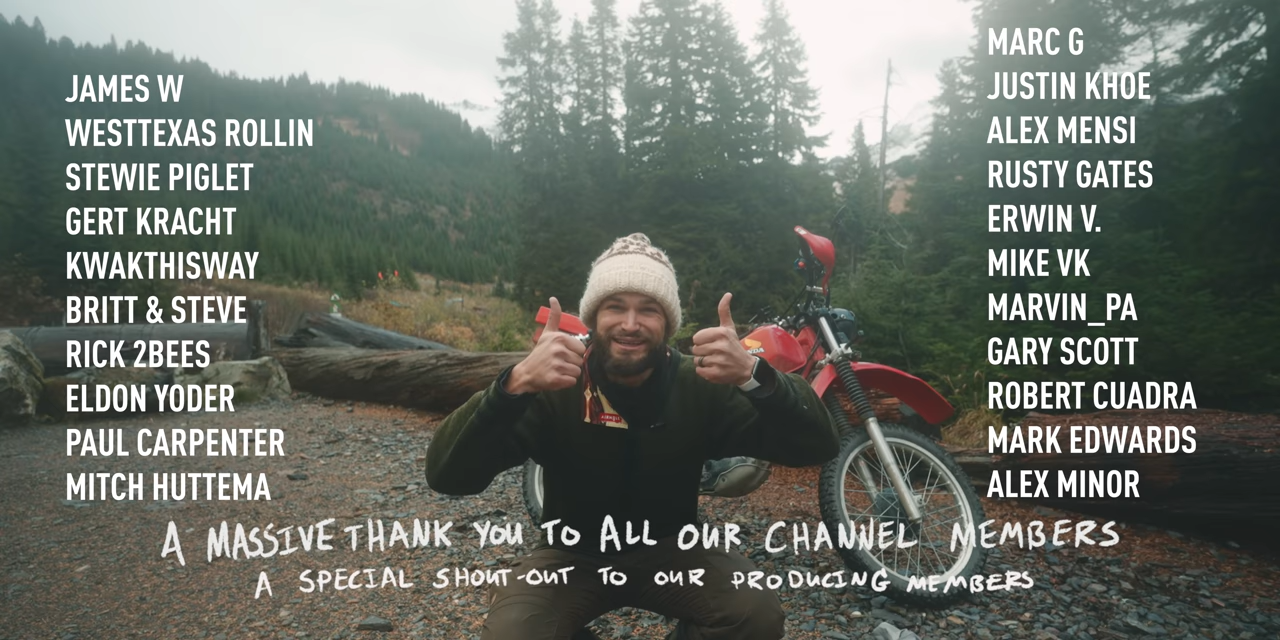 JAMES W
WESTTEXAS ROLLIN
STEWIE PIGLET
GERT KRACHT
KWAKTHISWAY
BRITT & STEVE
RICK 2BEES
ELDON YODER
PAUL CARPENTER
MITCH HUTTEMA
MARC G
JUSTIN KHOE
ALEX MENSI
RUSTY GATES
ERWIN V.
MIKE VK
MARVIN_PA
GARY SCOTT
ROBERT CUADRA
MARK EDWARDS
ALEX MINOR
A MASSIVE THANK YOU TO ALL OUR CHANNEL MEMBERS
A SPECIAL SHOUT-OUT TO OUR PRODUCING MEMBERS